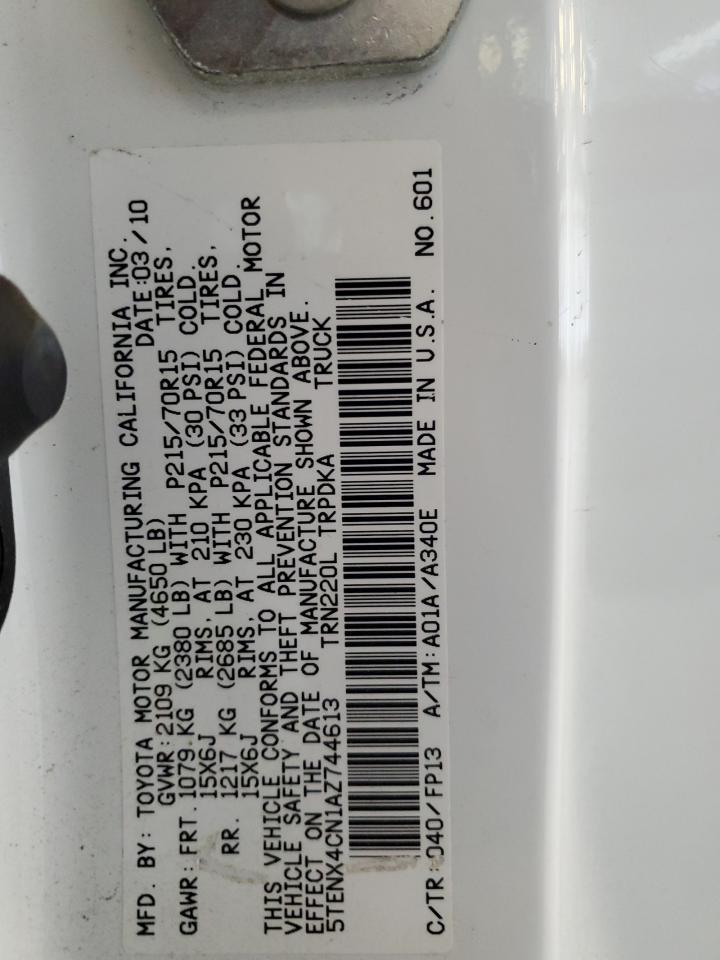 MFD. BY: TOYOTA MOTOR MANUFACTURING CALIFORNIA INC.
GVWR: 2109 KG (4650 LB) DATE: 03/10
GAWR: FRT. 1079 KG (2380 LB) WITH P215/70R15 TIRES,
15X6J RIMS, AT 210 KPA (30 PSI) COLD.
RR. 1217 KG (2685 LB) WITH P215/70R15 TIRES,
15X6J RIMS, AT 230 KPA (33 PSI) COLD
THIS VEHICLE CONFORMS TO ALL APPLICABLE FEDERAL MOTOR
VEHICLE SAFETY AND THEFT PREVENTION STANDARDS IN
EFFECT ON THE DATE OF MANUFACTURE SHOWN ABOVE.
5TENX4CN1AZ744613 TRN220L TRPDKA TRUCK
C/TR: 040/FP13 A/TM: A01A/A340E MADE IN U.S.A. NO.601